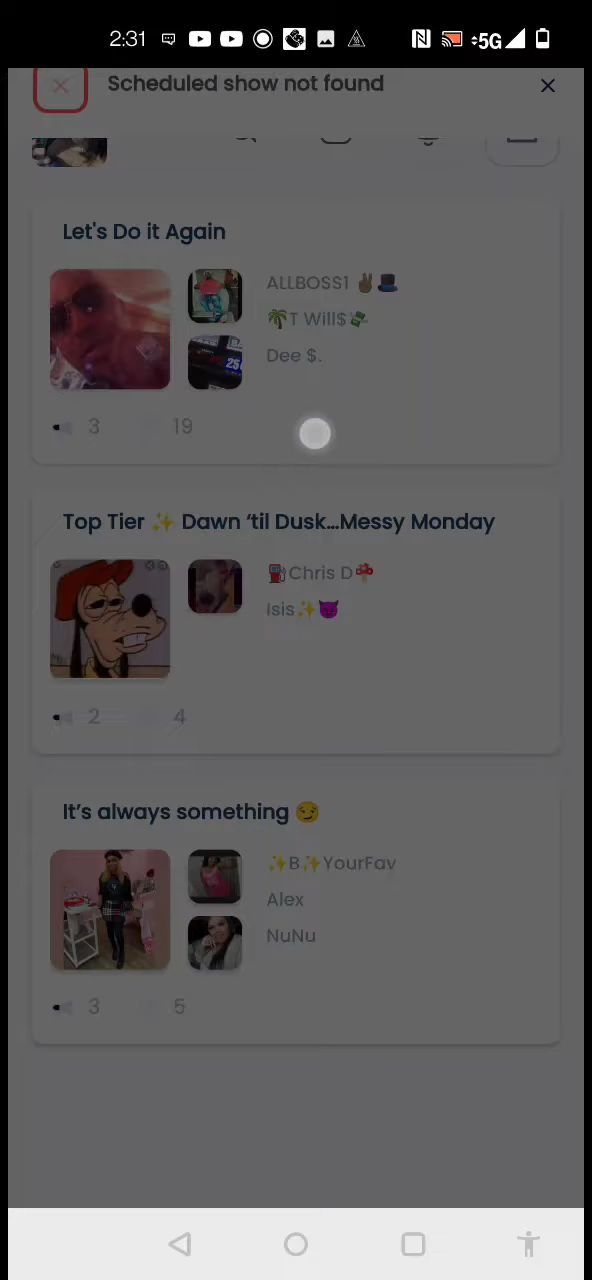 2:31
5G
Scheduled show not found
Let's Do it Again
ALLBOSS1 ✌🏾🎩
🌴T Will$💸
Dee $.
25
3 19
Top Tier ✨ Dawn ‘til Dusk...Messy Monday
⛽Chris D🍄
Isis✨😈
2 4
It’s always something 😏
✨B✨YourFav
Alex
NuNu
3 5